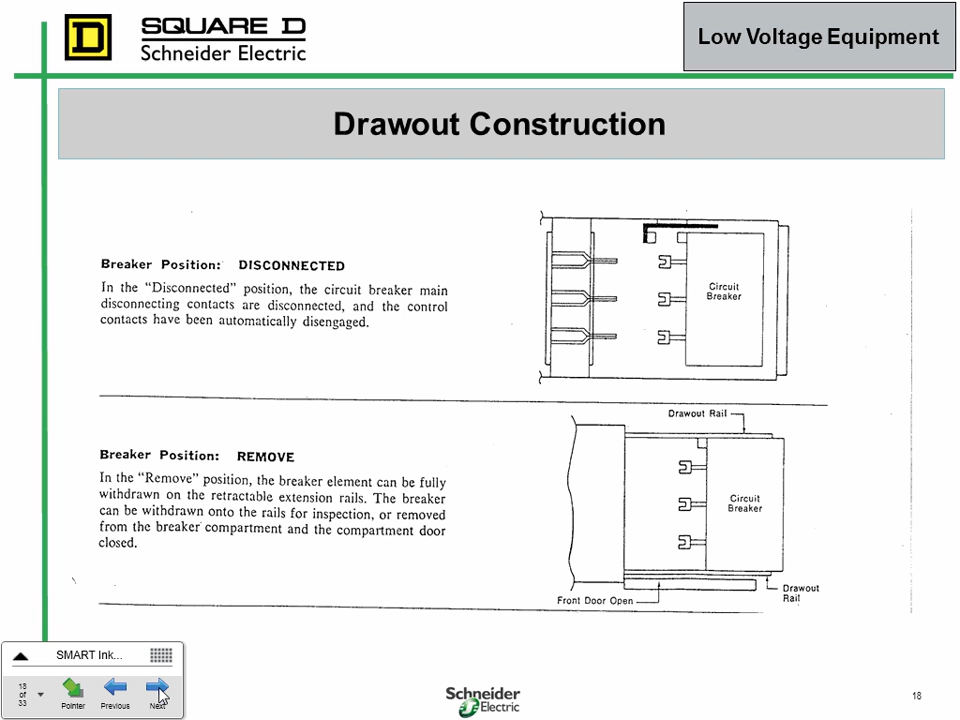 SQUARE D
Schneider Electric
Low Voltage Equipment
Drawout Construction
Breaker Position: DISCONNECTED
In the “Disconnected” position, the circuit breaker main
disconnecting contacts are disconnected, and the control
contacts have been automatically disengaged.
Circuit
Breaker
Drawout Rail
Breaker Position: REMOVE
In the “Remove” position, the breaker element can be fully
withdrawn on the retractable extension rails. The breaker
can be withdrawn onto the rails for inspection, or removed
from the breaker compartment and the compartment door
closed.
Circuit
Breaker
Front Door Open
Drawout
Rail
SMART Ink...
18
of
33
Pointer
Previous
Next
Schneider
Electric
18